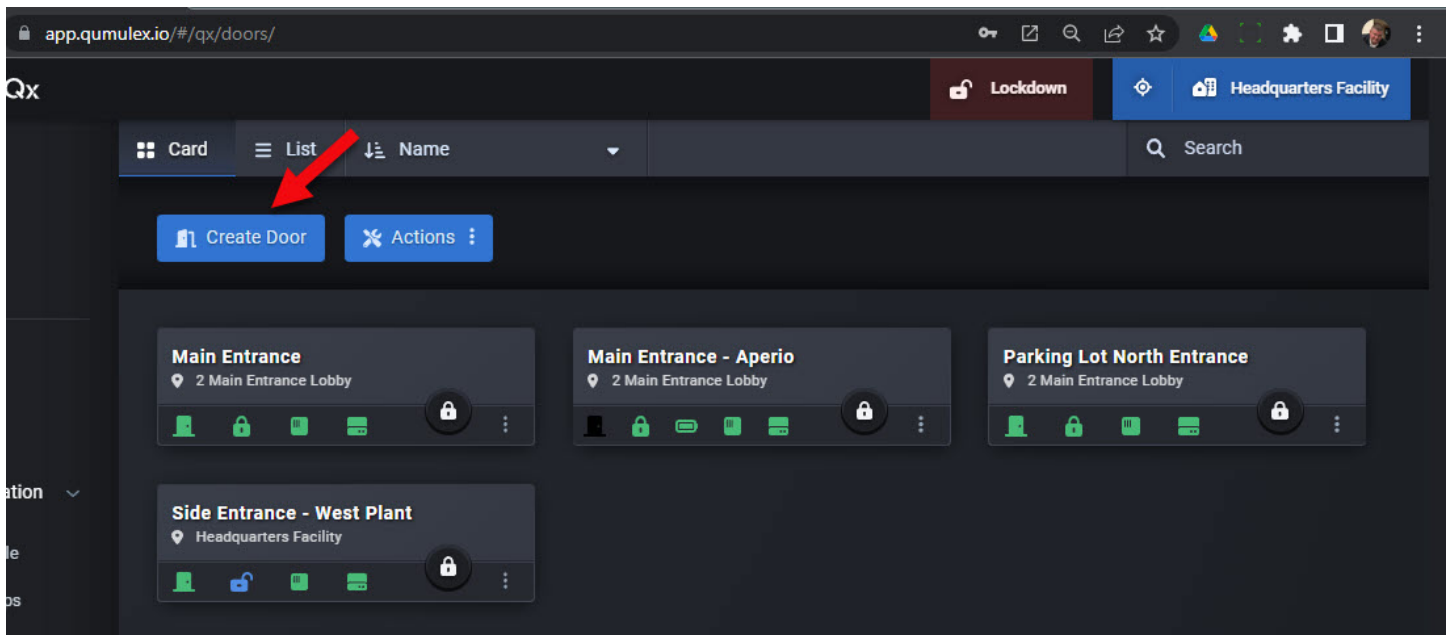 app.qumulex.io/#/qx/doors/
Qx
Lockdown
Headquarters Facility
Card
List
Name
Search
Create Door
Actions
Main Entrance
2 Main Entrance Lobby
Main Entrance - Aperio
2 Main Entrance Lobby
Parking Lot North Entrance
2 Main Entrance Lobby
ation
Side Entrance - West Plant
Headquarters Facility
le
os